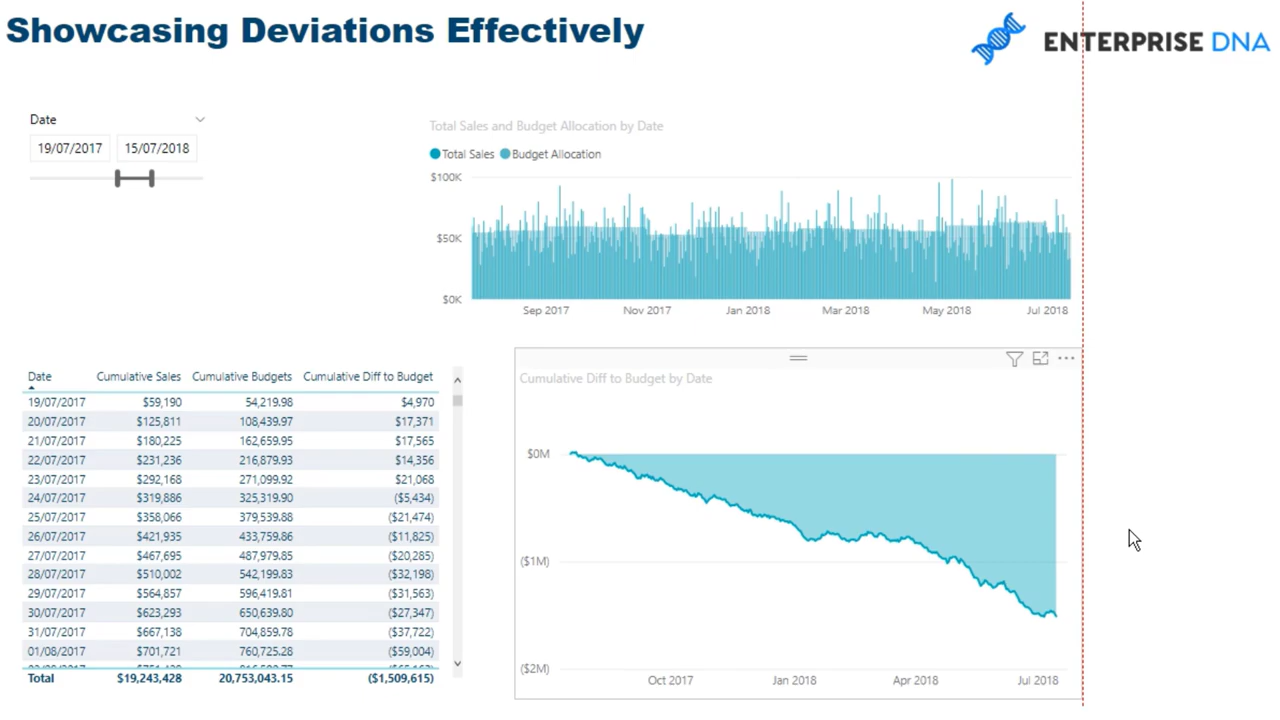 Showcasing Deviations Effectively
ENTERPRISE DNA
Date
19/07/2017 15/07/2018
Total Sales and Budget Allocation by Date
Total Sales Budget Allocation
$100K
$50K
$0K
Sep 2017 Nov 2017 Jan 2018 Mar 2018 May 2018 Jul 2018
Date Cumulative Sales Cumulative Budgets Cumulative Diff to Budget
19/07/2017 $59,190 54,219.98 $4,970
20/07/2017 $125,811 108,439.97 $17,371
21/07/2017 $180,225 162,659.95 $17,565
22/07/2017 $231,236 216,879.93 $14,356
23/07/2017 $292,168 271,099.92 $21,068
24/07/2017 $319,886 325,319.90 ($5,434)
25/07/2017 $358,066 379,539.88 ($21,474)
26/07/2017 $421,935 433,759.86 ($11,825)
27/07/2017 $467,695 487,979.85 ($20,285)
28/07/2017 $510,002 542,199.83 ($32,198)
29/07/2017 $564,857 596,419.81 ($31,563)
30/07/2017 $623,293 650,639.80 ($27,347)
31/07/2017 $667,138 704,859.78 ($37,722)
01/08/2017 $701,721 760,725.28 ($59,004)
Total $19,243,428 20,753,043.15 ($1,509,615)
Cumulative Diff to Budget by Date
$0M
($1M)
($2M)
Oct 2017 Jan 2018 Apr 2018 Jul 2018